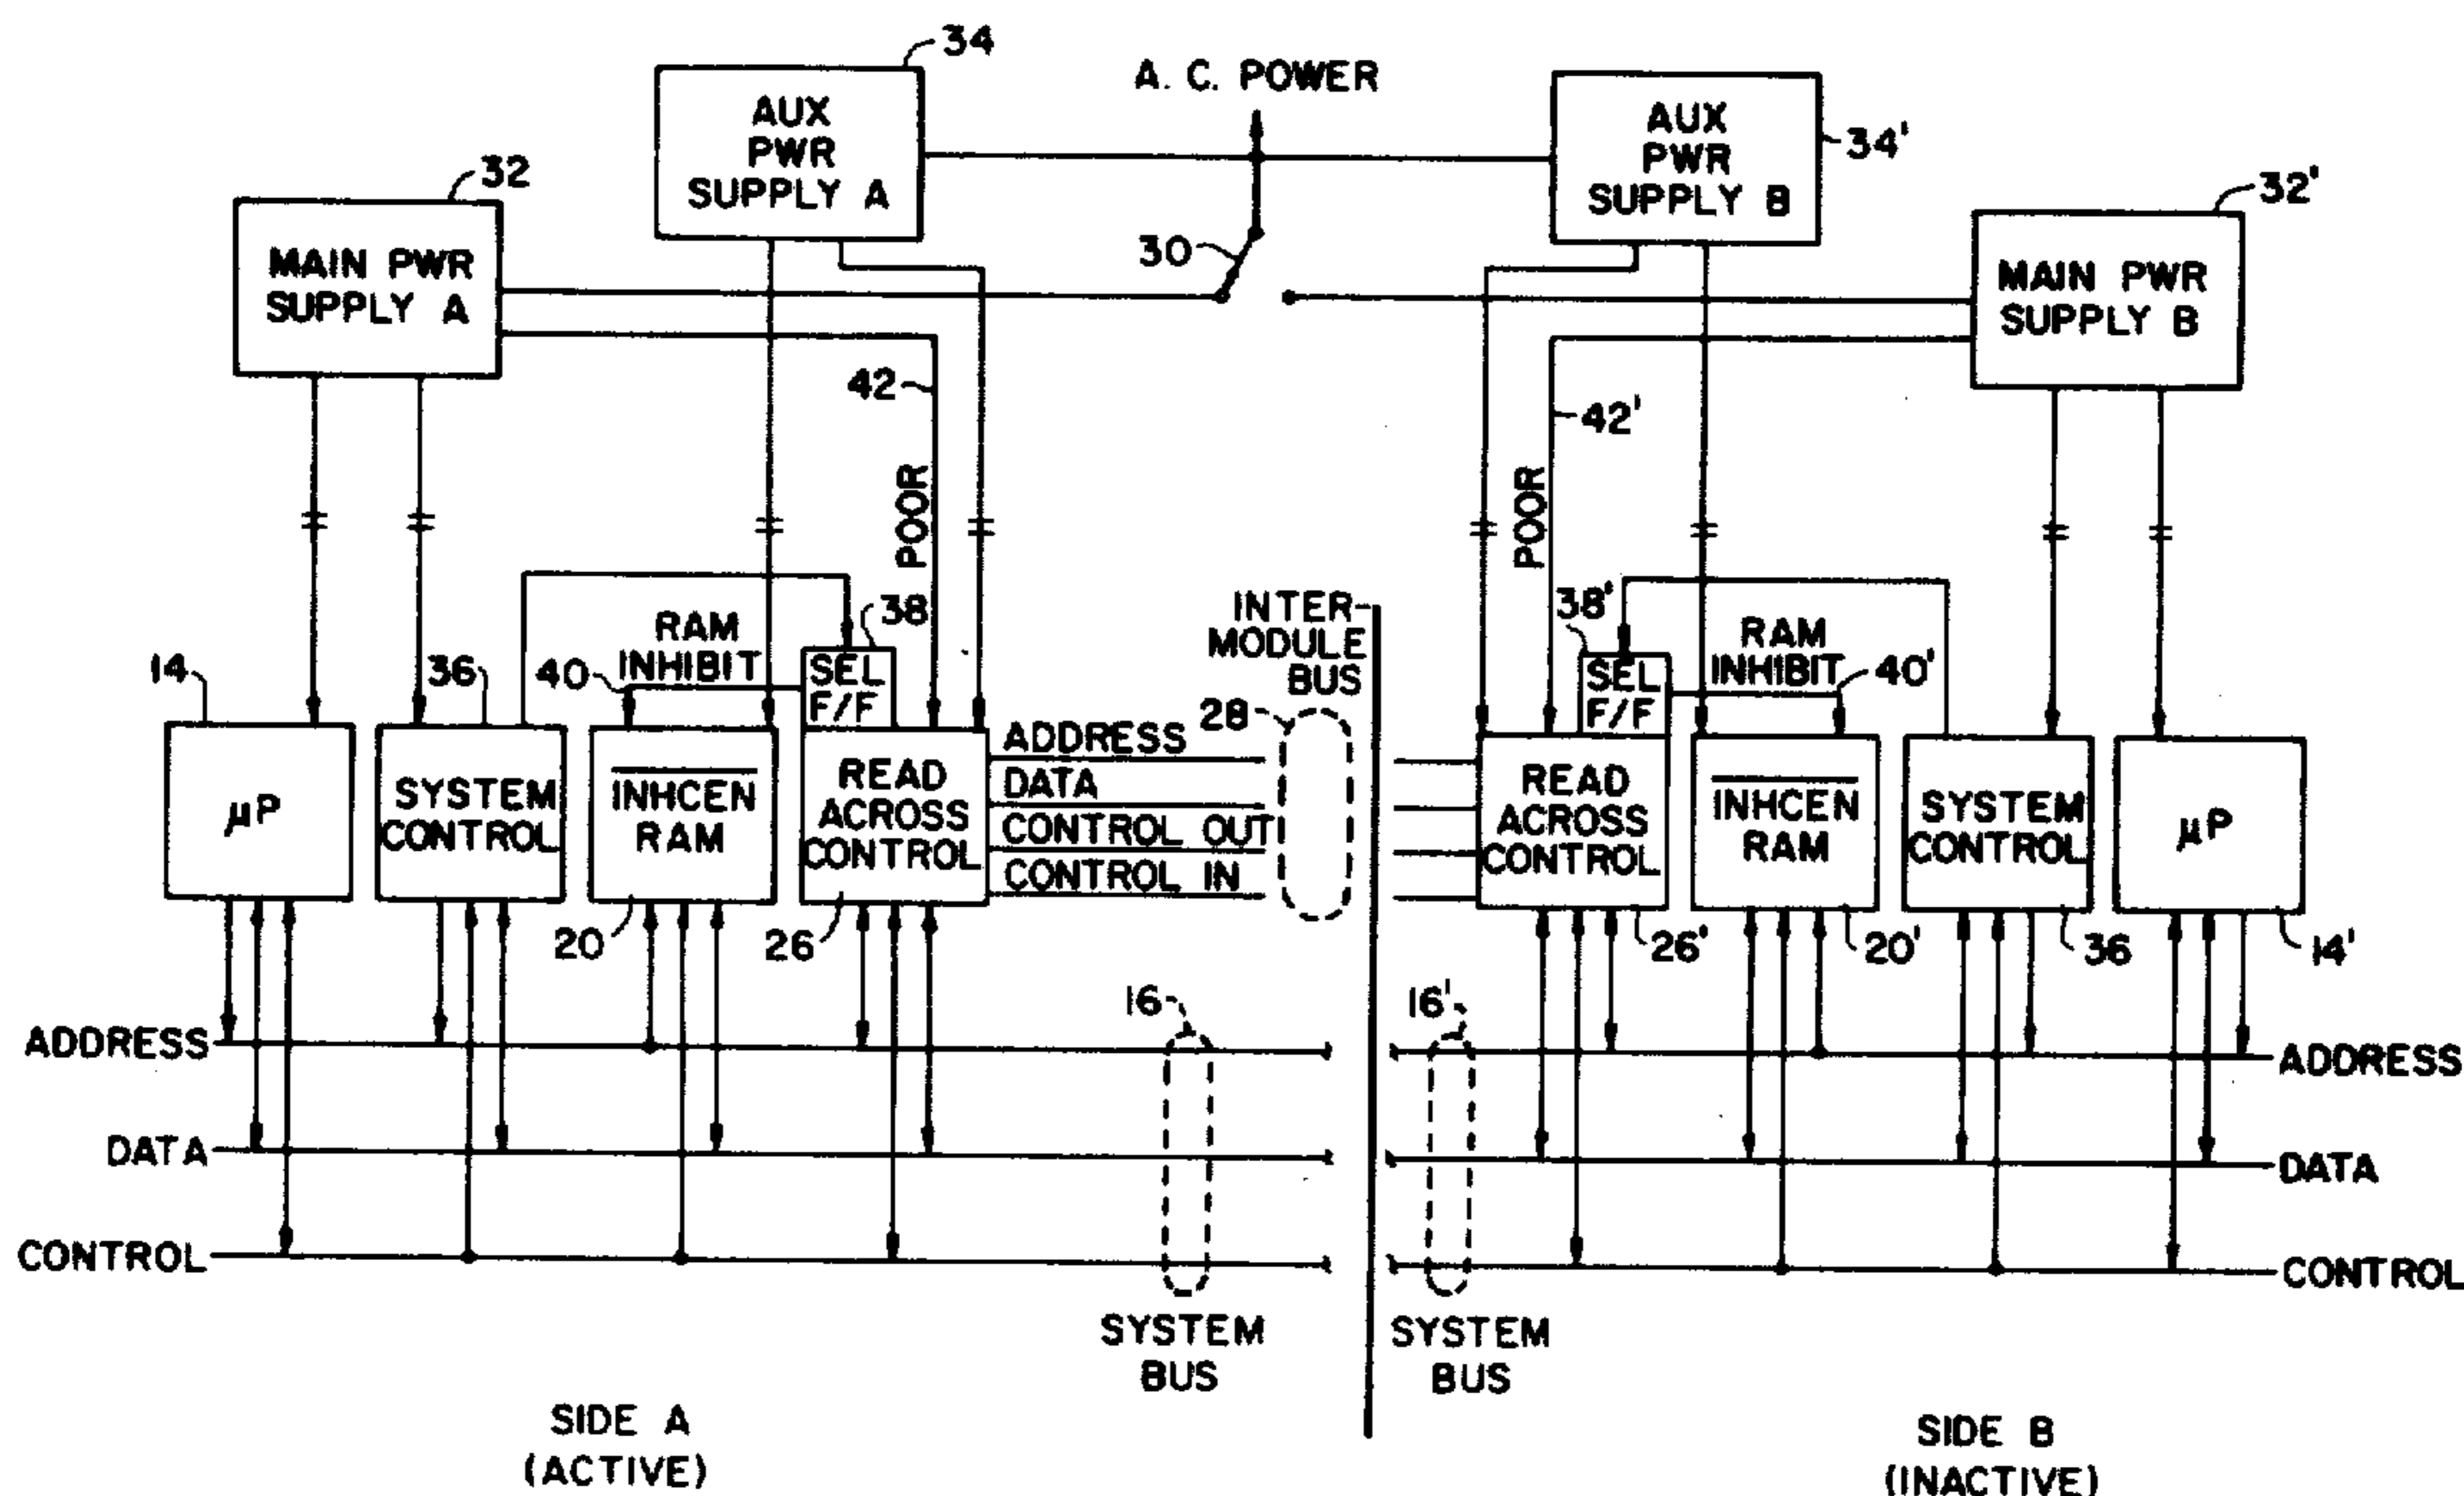 34
A. C. POWER
AUX
PWR
SUPPLY A
AUX
PWR
SUPPLY B
34'
32
32'
MAIN PWR
SUPPLY A
30
MAIN PWR
SUPPLY B
42
42'
POOR
POOR
INTER-
MODULE
BUS
RAM
INHIBIT
38
38'
RAM
INHIBIT
14
36
40
SEL
F/F
28
SEL
F/F
40'
µP
SYSTEM
CONTROL
INHCEN
RAM
READ
ACROSS
CONTROL
ADDRESS
DATA
CONTROL OUT
CONTROL IN
READ
ACROSS
CONTROL
INHCEN
RAM
SYSTEM
CONTROL
µP
20
26
26'
20'
36
14'
16
16'
ADDRESS
ADDRESS
DATA
DATA
CONTROL
CONTROL
SYSTEM
BUS
SYSTEM
BUS
SIDE A
(ACTIVE)
SIDE B
(INACTIVE)